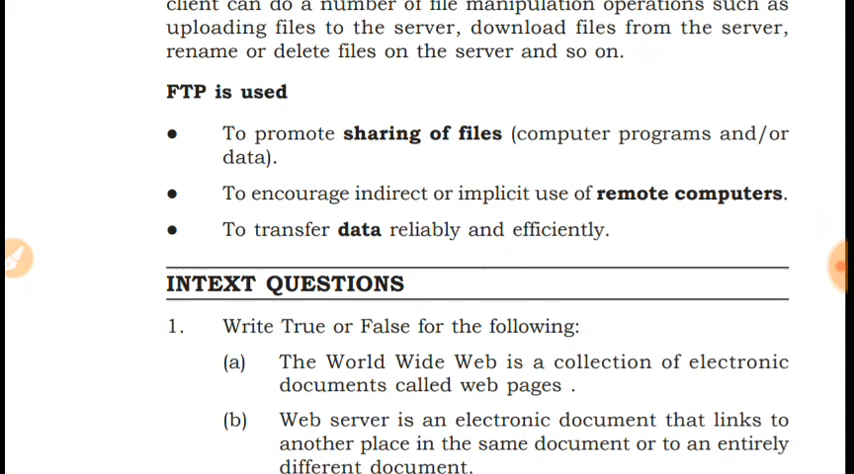 client can do a number of file manipulation operations such as
uploading files to the server, download files from the server,
rename or delete files on the server and so on.
FTP is used
● To promote sharing of files (computer programs and/or
data).
● To encourage indirect or implicit use of remote computers.
● To transfer data reliably and efficiently.
INTEXT QUESTIONS
1. Write True or False for the following:
(a) The World Wide Web is a collection of electronic
documents called web pages .
(b) Web server is an electronic document that links to
another place in the same document or to an entirely
different document.